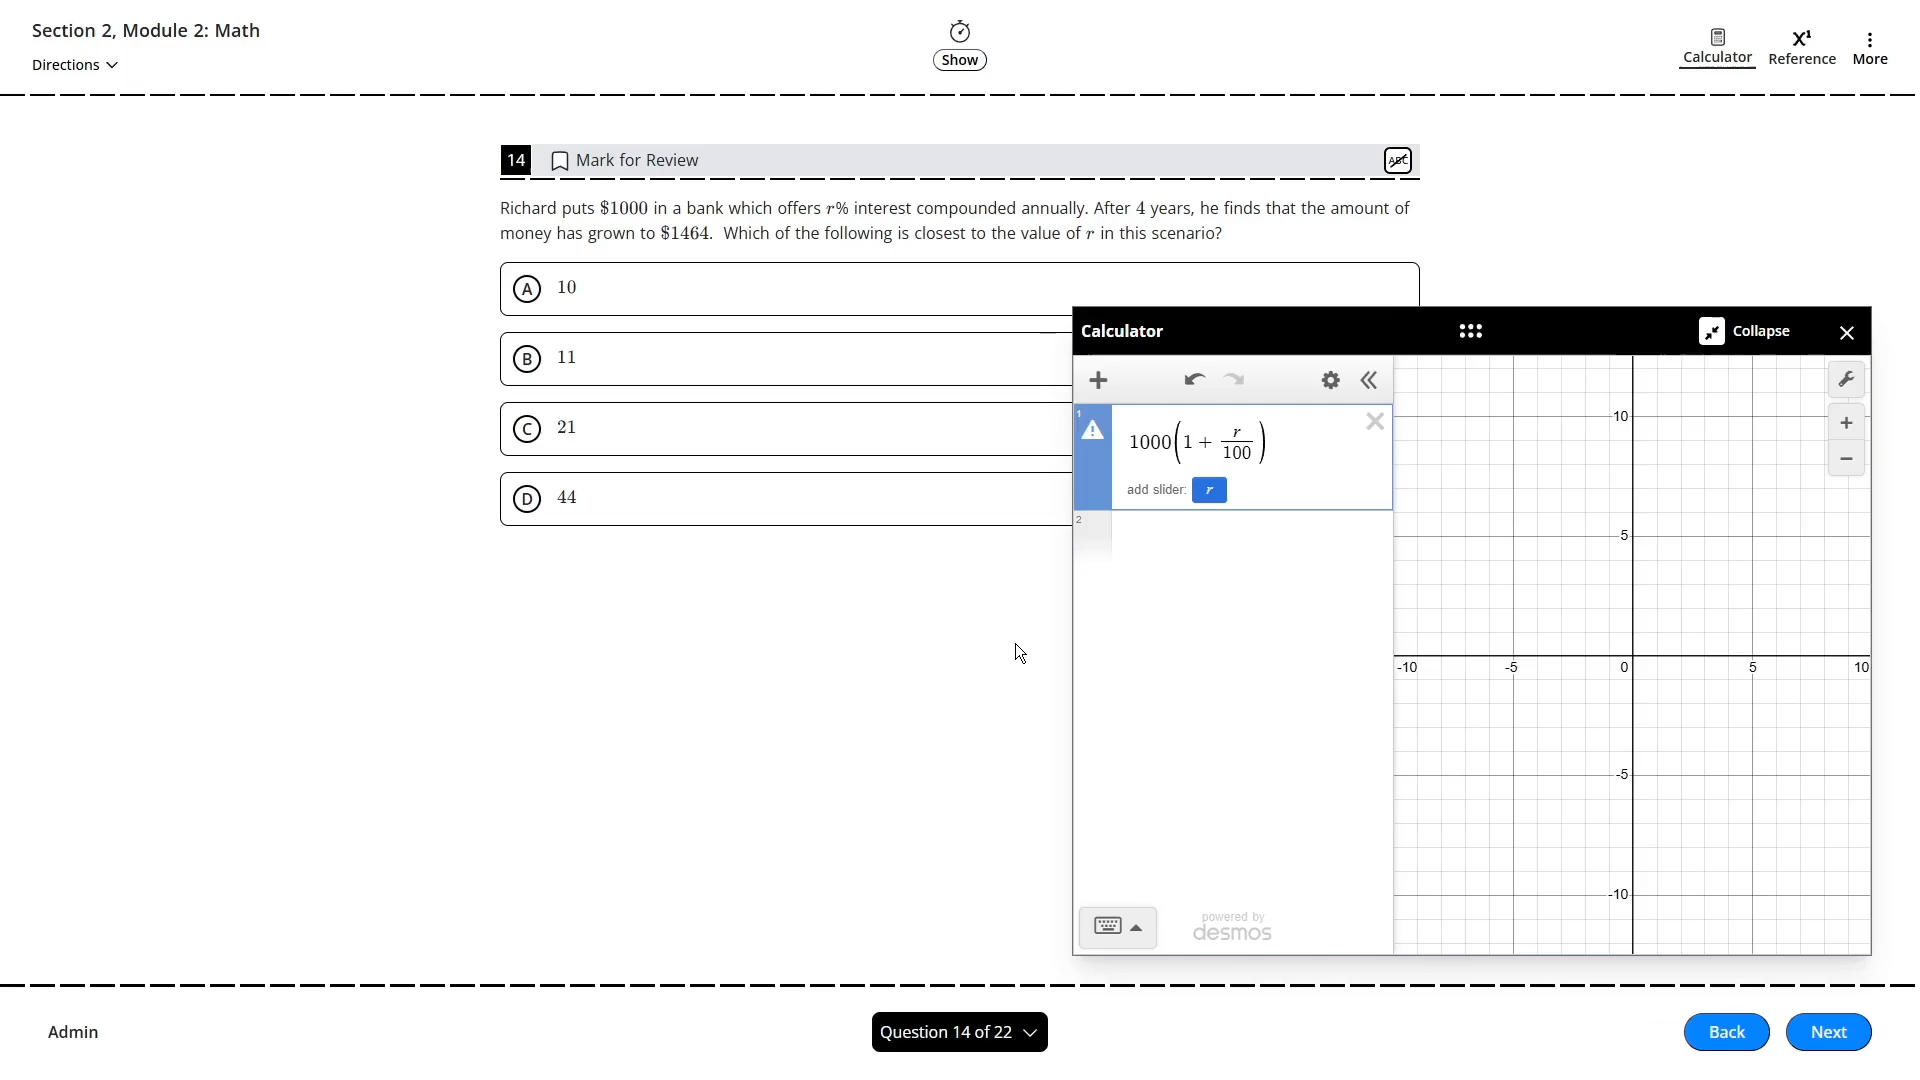 Section 2, Module 2: Math
Directions
Show
Calculator
Reference
More
14
Mark for Review
ABC
Richard puts $1000 in a bank which offers r% interest compounded annually. After 4 years, he finds that the amount of
money has grown to $1464. Which of the following is closest to the value of r in this scenario?
A 10
B 11
C 21
D 44
Calculator
Collapse
1
1000(1 + r/100)
add slider: r
2
10
5
-10 -5 0 5 10
-5
-10
powered by
desmos
Admin
Question 14 of 22
Back
Next